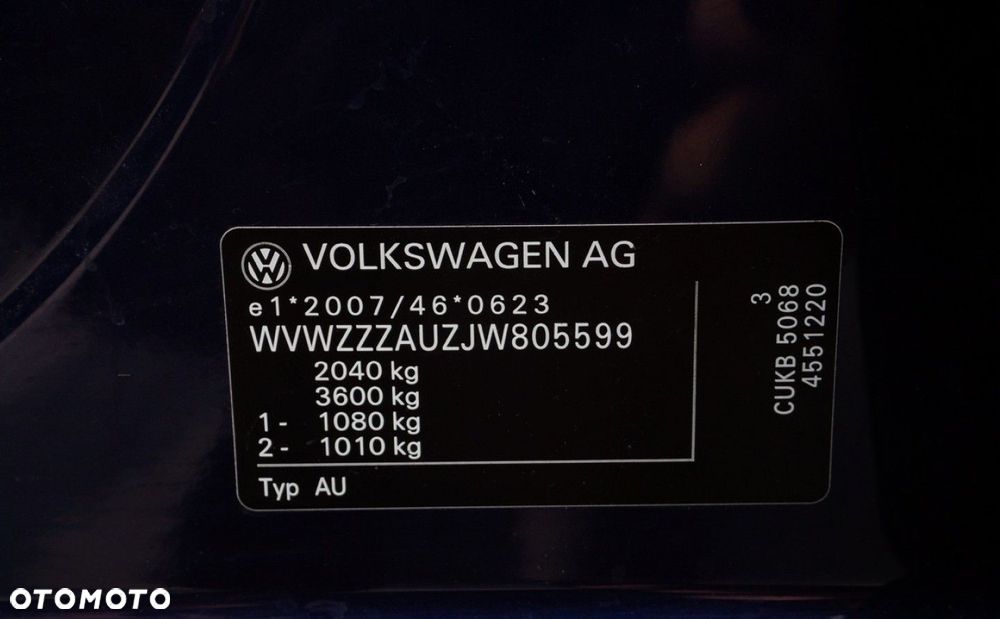 VOLKSWAGEN AG
e1*2007/46*0623
WVWZZZAUZJW805599
2040 kg
3600 kg
1- 1080 kg
2- 1010 kg
Typ AU
3
CUKB 5068
4551220
OTOMOTO